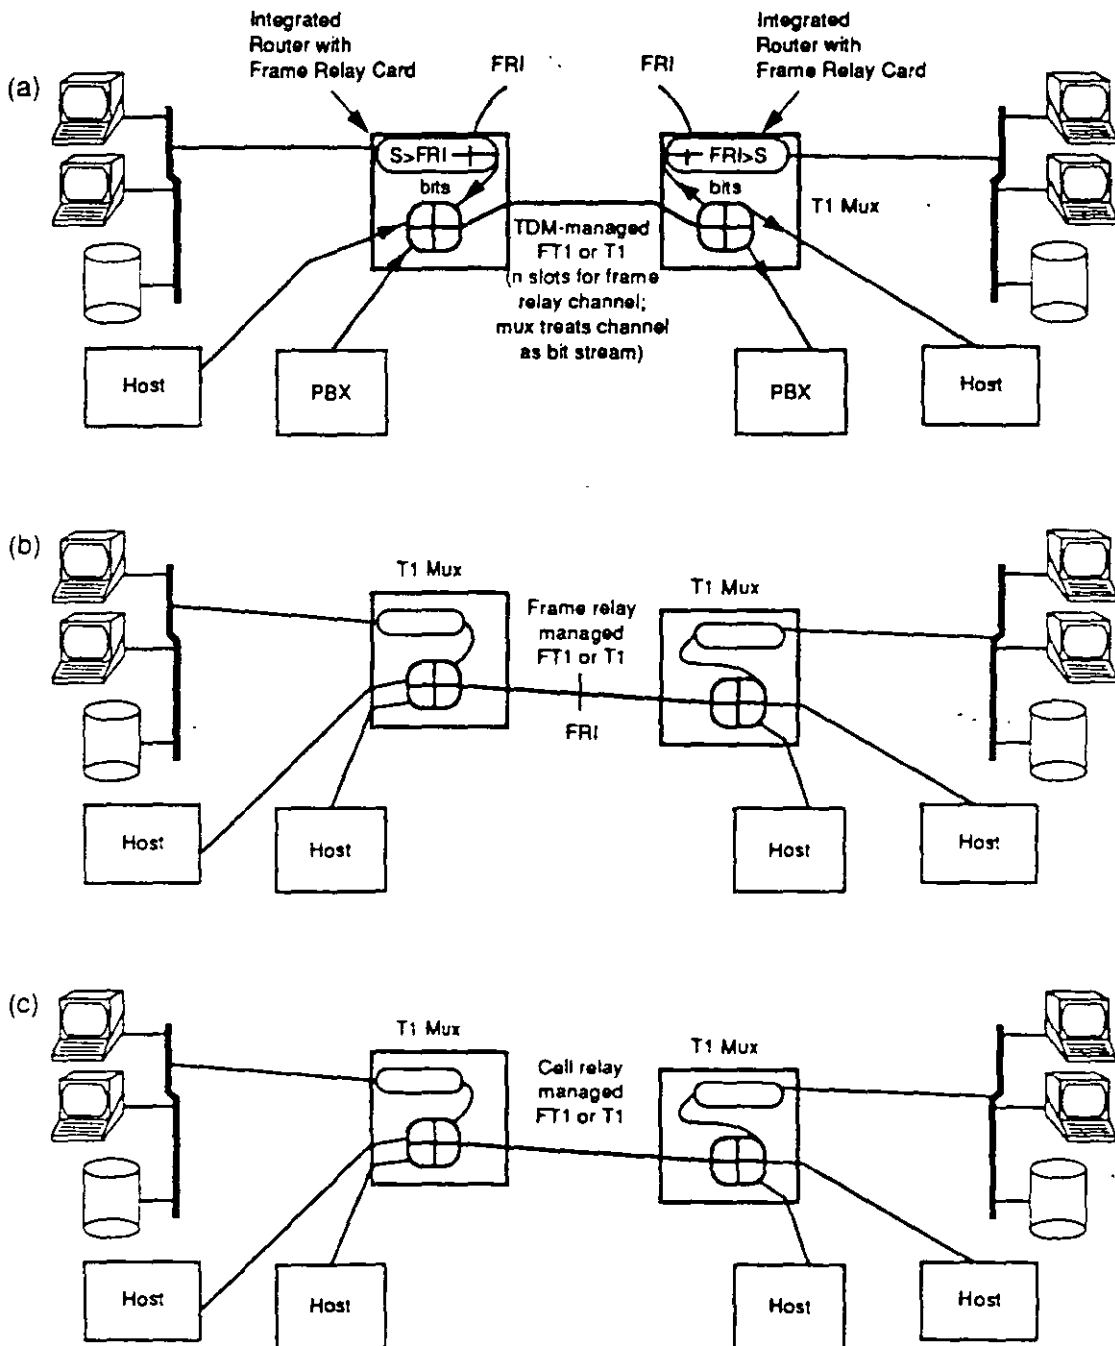 Integrated
Router with
Frame Relay Card
FRI
FRI
Integrated
Router with
Frame Relay Card
(a)
S>FRI
FRI>S
bits
bits
T1 Mux
TDM-managed
FT1 or T1
(n slots for frame
relay channel;
mux treats channel
as bit stream)
Host
PBX
PBX
Host
(b)
T1 Mux
T1 Mux
Frame relay
managed
FT1 or T1
FRI
Host
Host
Host
Host
(c)
T1 Mux
T1 Mux
Cell relay
managed
FT1 or T1
Host
Host
Host
Host